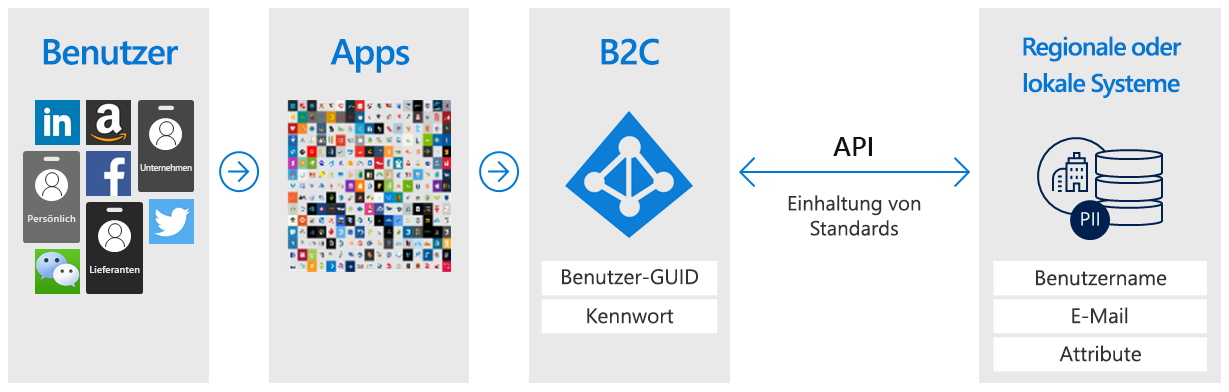 Benutzer
in
a
Unternehmen
Persönlich
f
Lieferanten
Apps
B2C
Benutzer-GUID
Kennwort
API
Einhaltung von
Standards
Regionale oder
lokale Systeme
PII
Benutzername
E-Mail
Attribute